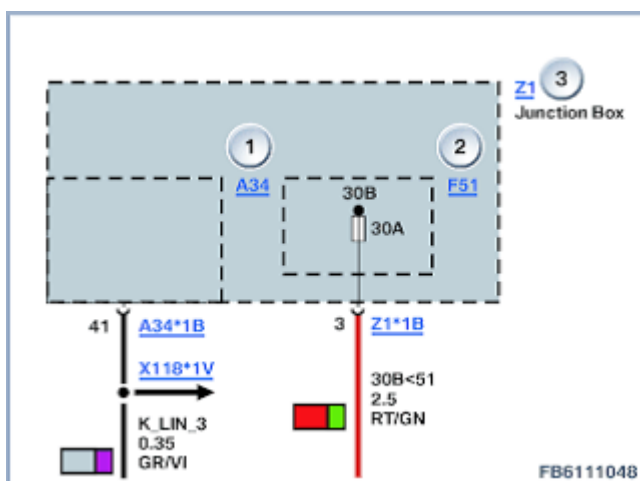 Z1 3
Junction Box
1
2
A34
F51
30B
30A
41 A34*1B
3 Z1*1B
X118*1V
30B<51
2.5
RT/GN
K_LIN_3
0.35
GR/VI
FB6111048